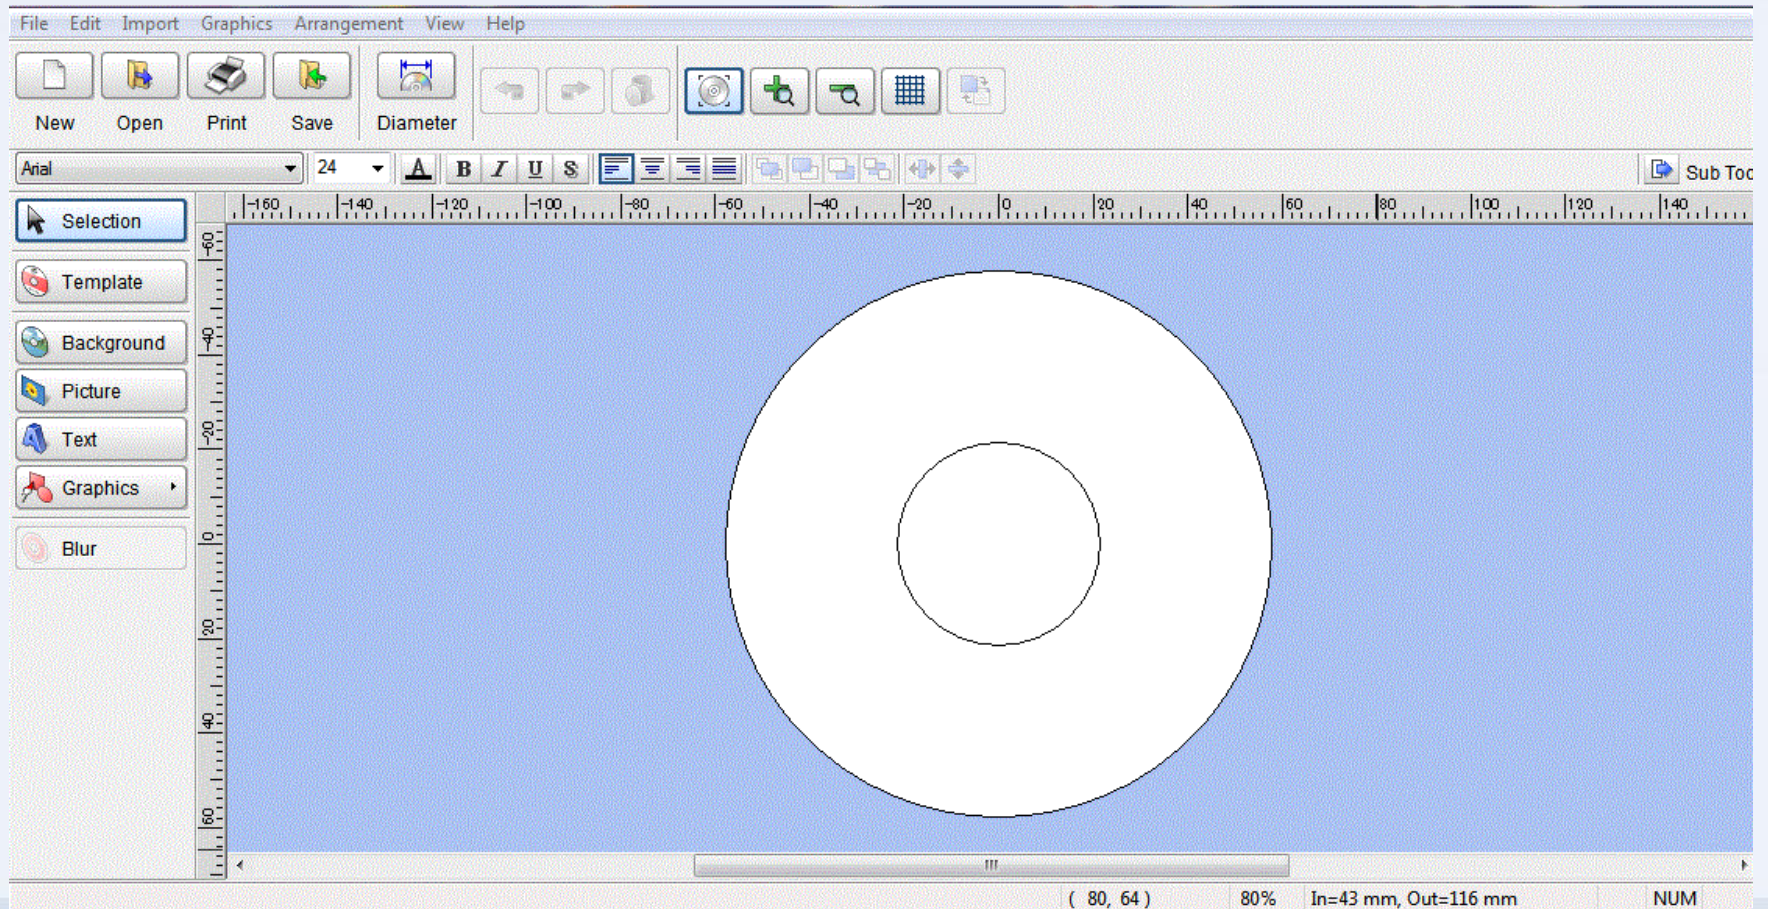 File Edit Import Graphics Arrangement View Help
New Open Print Save Diameter
Arial 24 A B I U S Sub Too
-160 -140 -120 -100 -80 -60 -40 -20 0 20 40 60 80 100 120 140
Selection
Template
Background
Picture
Text
Graphics
Blur
-60
-40
-20
0
20
40
60
( 80, 64 ) 80% In=43 mm, Out=116 mm NUM